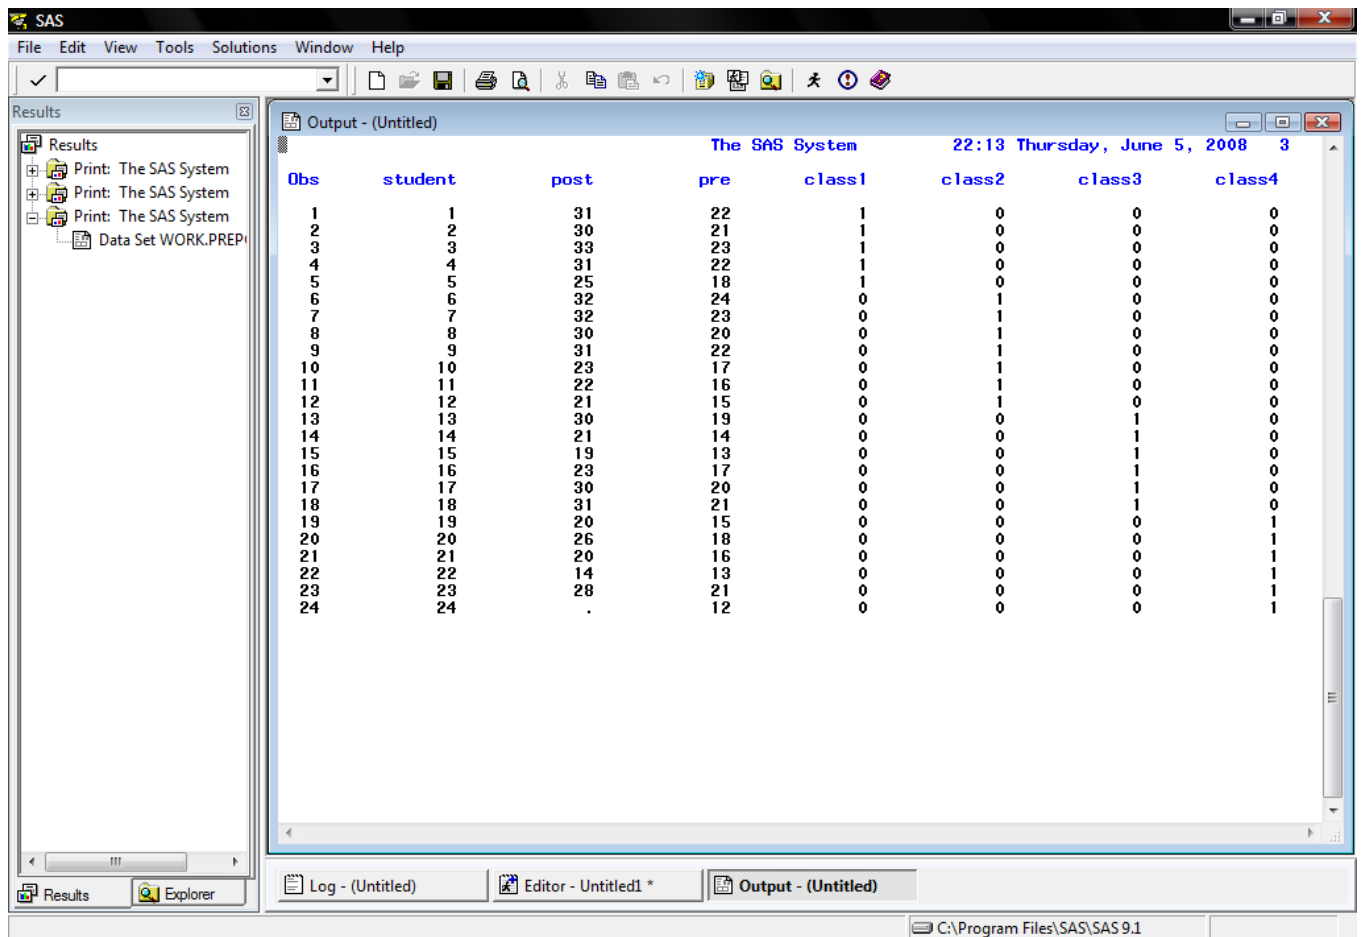 SAS
File Edit View Tools Solutions Window Help
Results
Results
Print: The SAS System
Print: The SAS System
Print: The SAS System
Data Set WORK.PREP
Output - (Untitled)
The SAS System 22:13 Thursday, June 5, 2008 3
Obs student post pre class1 class2 class3 class4
1 1 31 22 1 0 0 0
2 2 30 21 1 0 0 0
3 3 33 23 1 0 0 0
4 4 31 22 1 0 0 0
5 5 25 18 1 0 0 0
6 6 32 24 0 1 0 0
7 7 32 23 0 1 0 0
8 8 30 20 0 1 0 0
9 9 31 22 0 1 0 0
10 10 23 17 0 1 0 0
11 11 22 16 0 1 0 0
12 12 21 15 0 1 0 0
13 13 30 19 0 0 1 0
14 14 21 14 0 0 1 0
15 15 19 13 0 0 1 0
16 16 23 17 0 0 1 0
17 17 30 20 0 0 1 0
18 18 31 21 0 0 1 0
19 19 20 15 0 0 0 1
20 20 26 18 0 0 0 1
21 21 20 16 0 0 0 1
22 22 14 13 0 0 0 1
23 23 28 21 0 0 0 1
24 24 . 12 0 0 0 1
Results Explorer
Log - (Untitled) Editor - Untitled1 * Output - (Untitled)
C:\Program Files\SAS\SAS 9.1